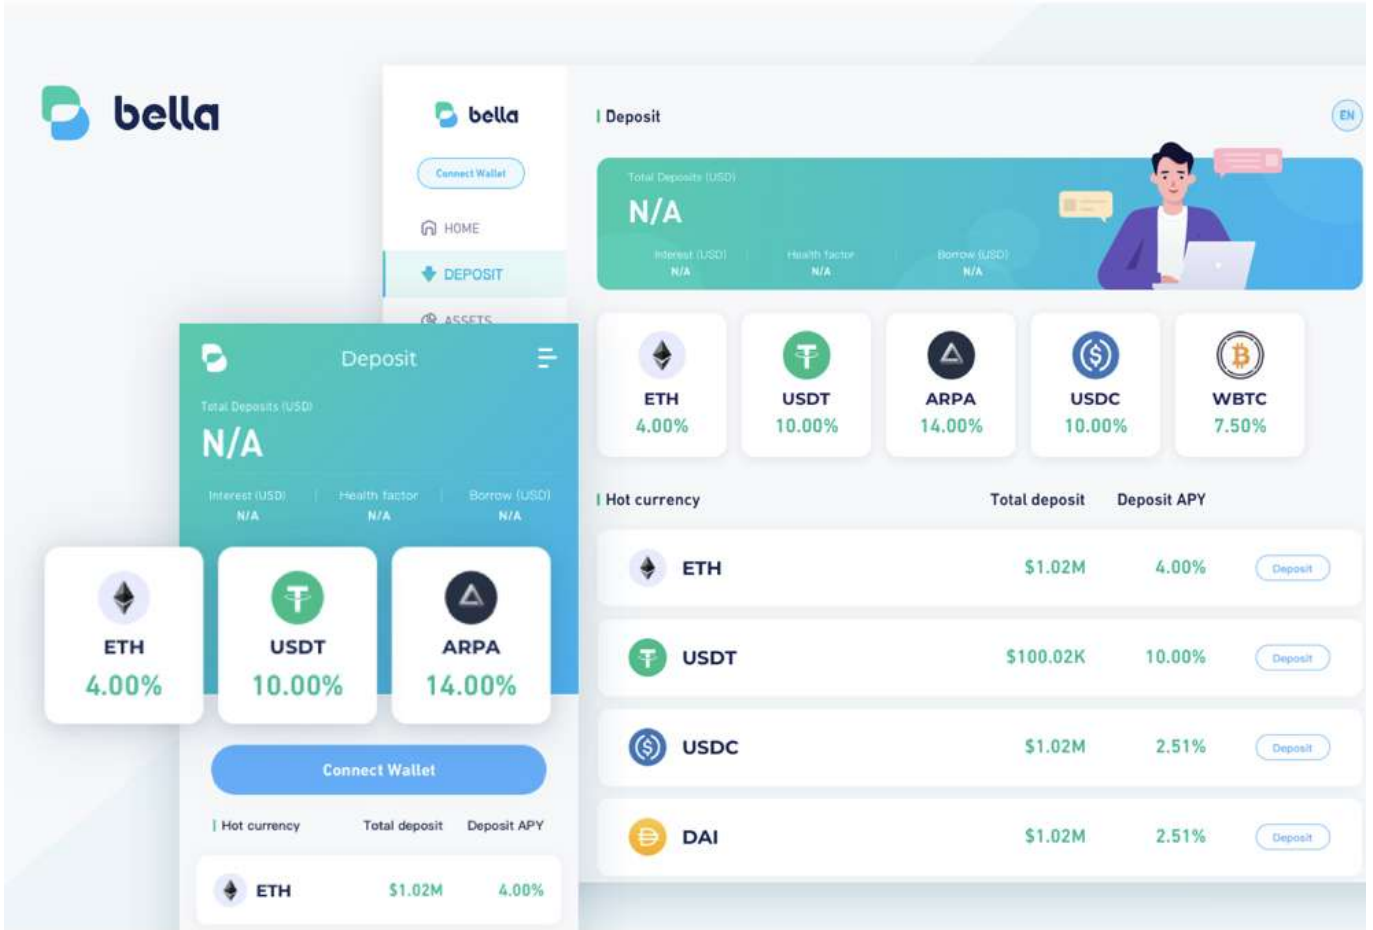 bella
bella
Connect Wallet
HOME
DEPOSIT
ASSETS
Deposit
EN
Total Deposits (USD)
N/A
Interest (USD) Health factor Borrow (USD)
N/A N/A N/A
ETH USDT ARPA USDC WBTC
4.00% 10.00% 14.00% 10.00% 7.50%
Hot currency Total deposit Deposit APY
ETH $1.02M 4.00% Deposit
USDT $100.02K 10.00% Deposit
USDC $1.02M 2.51% Deposit
DAI $1.02M 2.51% Deposit
Deposit
Total Deposits (USD)
N/A
Interest (USD) Health factor Borrow (USD)
N/A N/A N/A
ETH USDT ARPA
4.00% 10.00% 14.00%
Connect Wallet
Hot currency Total deposit Deposit APY
ETH $1.02M 4.00%